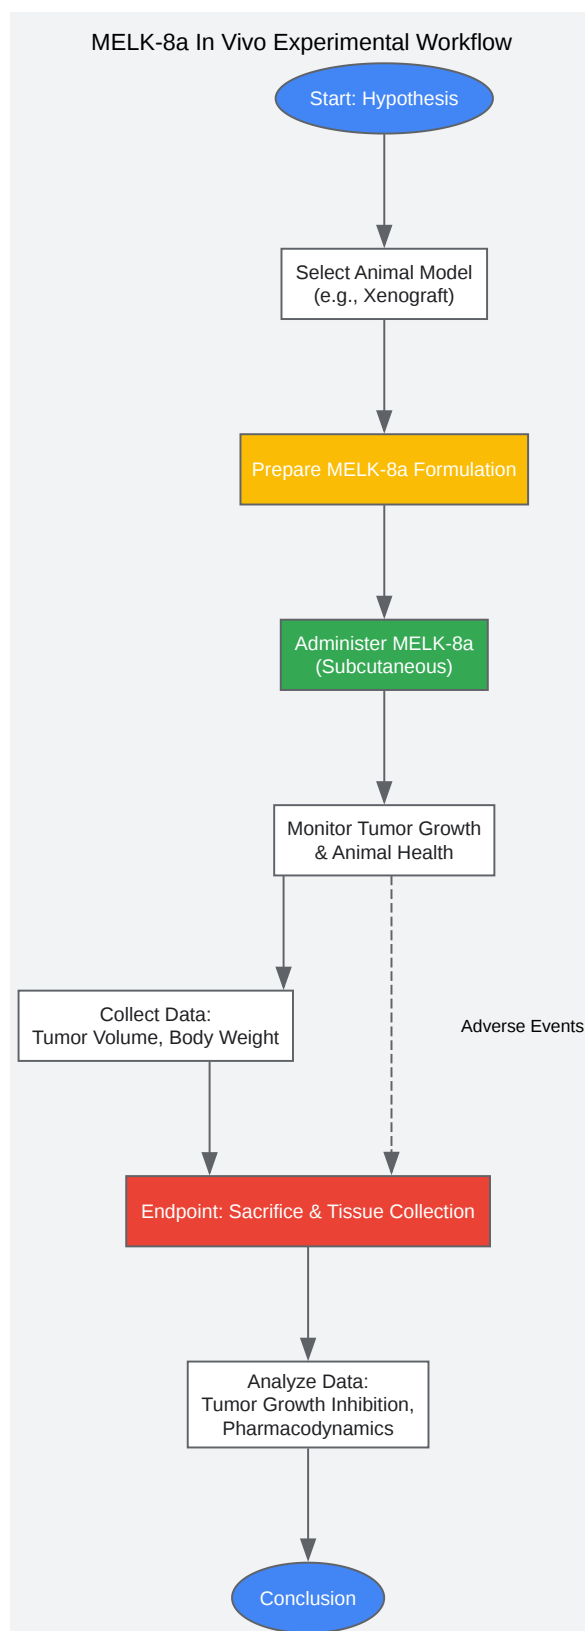 MELK-8a In Vivo Experimental Workflow
Start: Hypothesis
Select Animal Model
(e.g., Xenograft)
Prepare MELK-8a Formulation
Administer MELK-8a
(Subcutaneous)
Monitor Tumor Growth
& Animal Health
Collect Data:
Tumor Volume, Body Weight
Adverse Events
Endpoint: Sacrifice & Tissue Collection
Analyze Data:
Tumor Growth Inhibition,
Pharmacodynamics
Conclusion